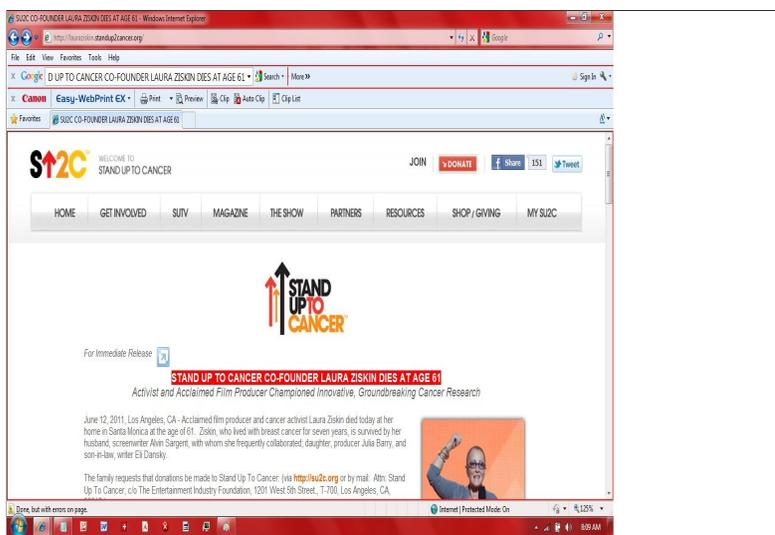 SU2C CO-FOUNDER LAURA ZISKIN DIES AT AGE 61 - Windows Internet Explorer
http://lauraziskin.standup2cancer.org/
Google
File Edit View Favorites Tools Help
x Google D UP TO CANCER CO-FOUNDER LAURA ZISKIN DIES AT AGE 61 Search More »
Sign In
x Canon Easy-WebPrint EX Print Preview Clip Auto Clip Clip List
Favorites SU2C CO-FOUNDER LAURA ZISKIN DIES AT AGE 61
SU2C
WELCOME TO
STAND UP TO CANCER
JOIN DONATE Share 151 Tweet
HOME GET INVOLVED SUTV MAGAZINE THE SHOW PARTNERS RESOURCES SHOP / GIVING MY SU2C
STAND
UP TO
CANCER
For Immediate Release
STAND UP TO CANCER CO-FOUNDER LAURA ZISKIN DIES AT AGE 61
Activist and Acclaimed Film Producer Championed Innovative, Groundbreaking Cancer Research
June 12, 2011, Los Angeles, CA - Acclaimed film producer and cancer activist Laura Ziskin died today at her
home in Santa Monica at the age of 61. Ziskin, who lived with breast cancer for seven years, is survived by her
husband, screenwriter Alvin Sargent, with whom she frequently collaborated; daughter, producer Julia Barry, and
son-in-law, writer Eli Dansky.
The family requests that donations be made to Stand Up To Cancer: (via http://su2c.org or by mail: Attn. Stand
Up To Cancer, c/o The Entertainment Industry Foundation, 1201 West 5th Street,, T-700, Los Angeles, CA,
Done, but with errors on page.
Internet | Protected Mode: On
125%
8:09 AM